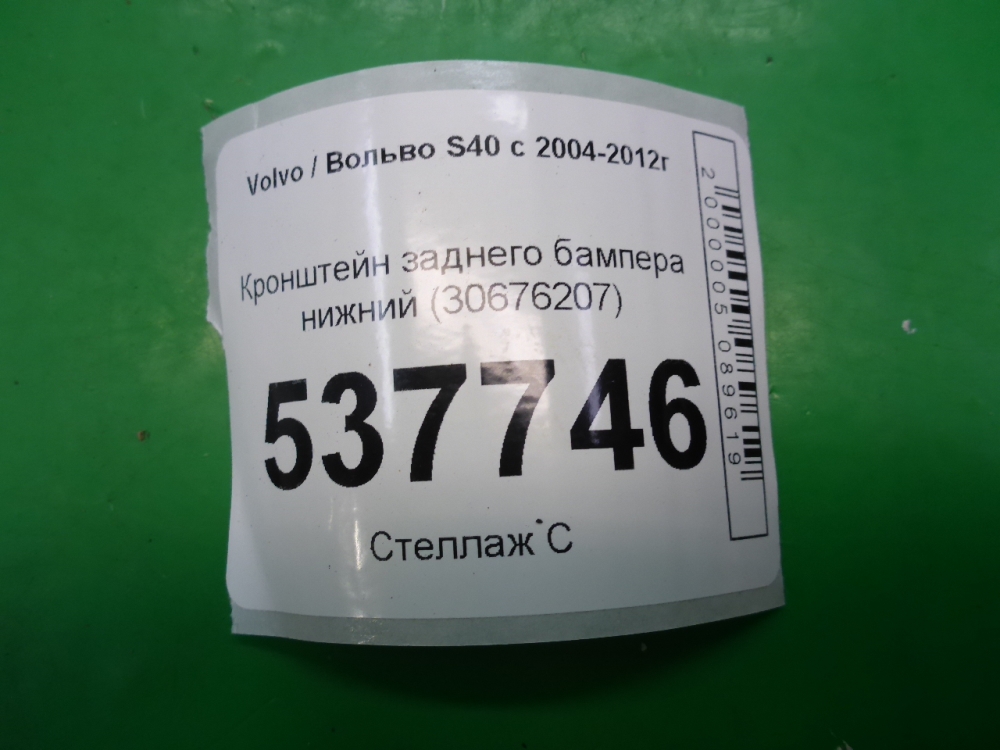 Volvo / Вольво S40 с 2004-2012г
Кронштейн заднего бампера
нижний (30676207)
537746
Стеллаж С
2000005089619